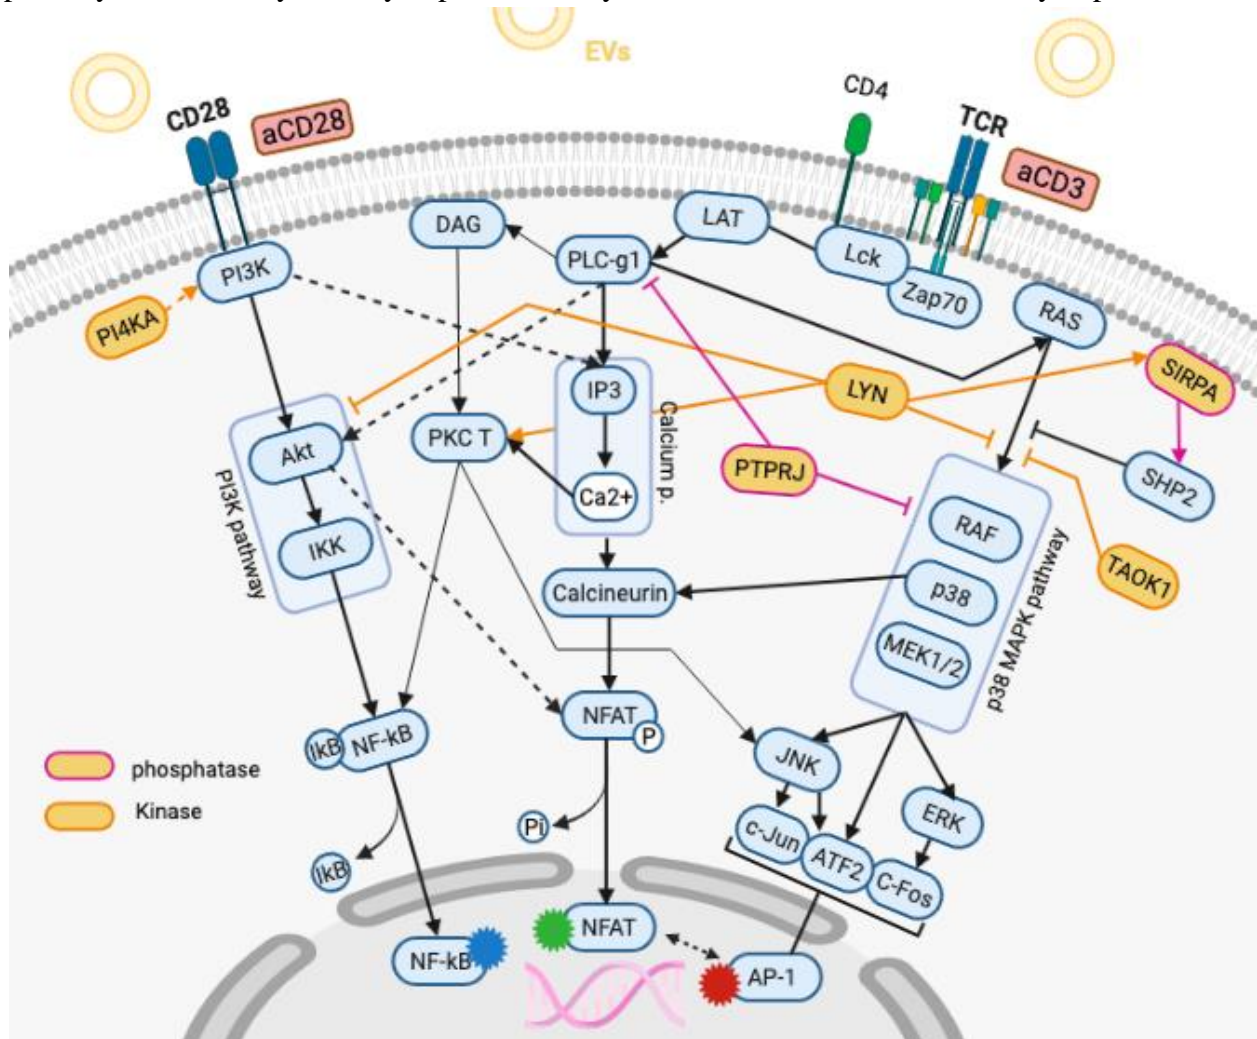 EVs
CD28
aCD28
CD4
TCR
aCD3
DAG
LAT
PLC-g1
Lck
Zap70
PI3K
PI4KA
RAS
SIRPA
IP3
LYN
Calcium p.
Akt
PKC T
PTPRJ
SHP2
Ca2+
PI3K pathway
IKK
RAF
TAOK1
Calcineurin
p38
p38 MAPK pathway
MEK1/2
NFAT
P
IkB
NF-kB
JNK
phosphatase
Kinase
Pi
ERK
c-Jun
ATF2
C-Fos
IkB
NFAT
NF-kB
AP-1